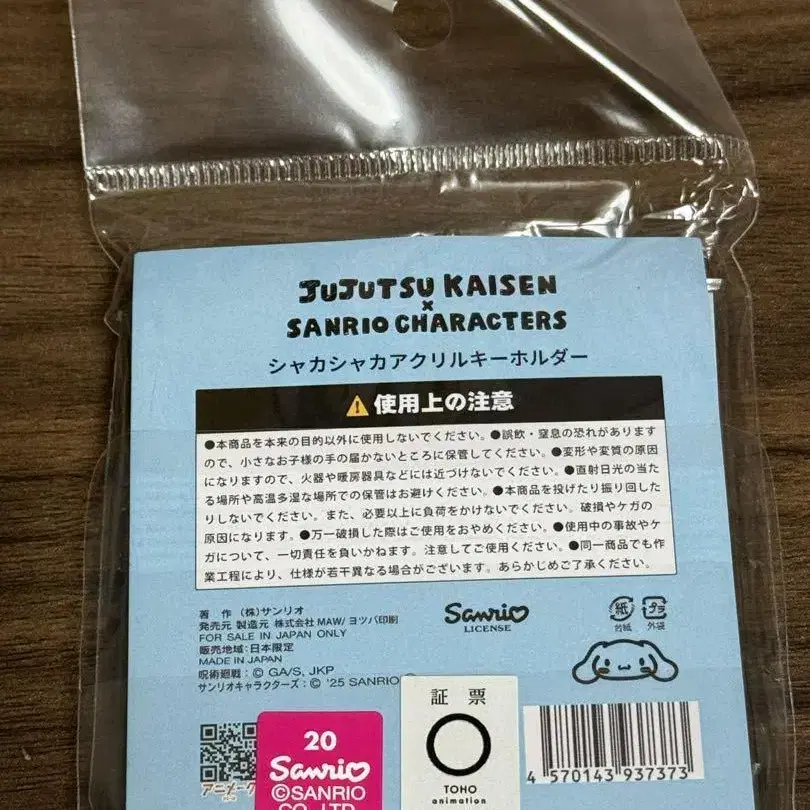 JUJUTSU KAISEN
×
SANRIO CHARACTERS
シャカシャカアクリルキーホルダー
使用上の注意
●本商品を本来の目的以外に使用しないでください。●誤飲・窒息の恐れがあります
ので、小さなお子様の手の届かないところに保管してください。●変形や変質の原因
になりますので、火器や暖房器具などには近づけないでください。●直射日光の当た
る場所や高温多湿な場所での保管はお避けください。●本商品を投げたり振り回した
りしないでください。また、必要以上に負荷をかけないでください。破損やケガの
原因になります。●万一破損した際はご使用をおやめください。●使用中の事故やケ
ガについて、一切責任を負いかねます。注意してご使用ください。●同一商品でも作
業工程により、仕様が若干異なる場合がございます。あらかじめご了承ください。
著 作 (株)サンリオ
発売元 製造元 株式会社MAW/ヨツバ印刷
FOR SALE IN JAPAN ONLY
販売地域:日本限定
MADE IN JAPAN
呪術廻戦:© GA/S, JKP
サンリオキャラクターズ:© '25 SANRIO
Sanrio
LICENSE
紙 プラ
台紙 外袋
アニメーク
20
Sanrio
©SANRIO
CO.,LTD.
証票
TOHO
animation
4 570143 937373